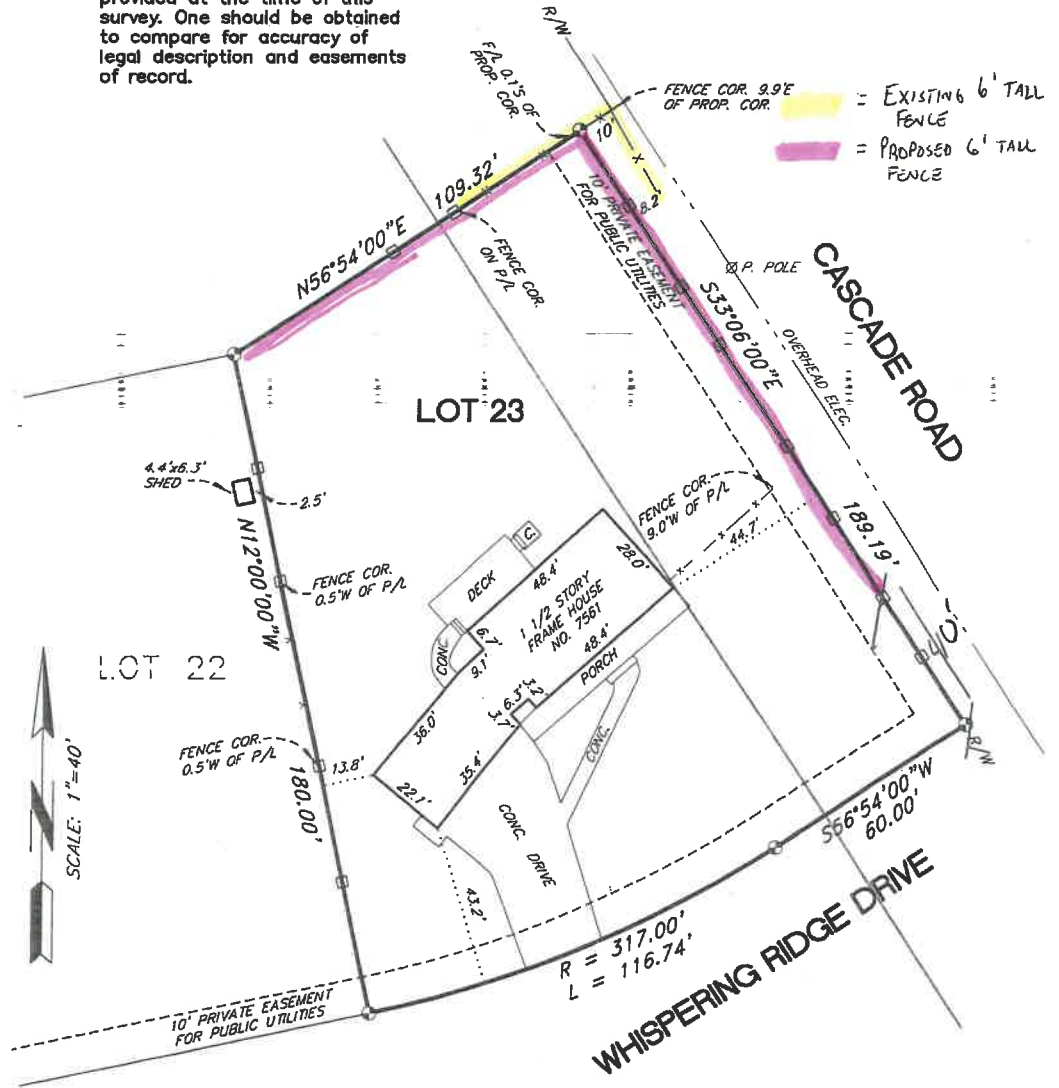 provided at the time of this
survey. One should be obtained
to compare for accuracy of
legal description and easements
of record.
R/W
F/L 0.1'S OF
PROP. COR.
FENCE COR. 9.9'E
OF PROP. COR.
= EXISTING 6' TALL
FENCE
= PROPOSED 6' TALL
FENCE
10'
X
X
8.2'
109.32'
N56°54'00"E
FENCE COR.
ON P/L
10' PRIVATE EASEMENT
FOR PUBLIC UTILITIES
P. POLE
S33°06'00"E
OVERHEAD ELEC.
CASCADE ROAD
LOT 23
4.4'x6.3'
SHED
2.5'
N12°00'00"W
FENCE COR.
9.0'W OF P/L
44.7'
189.19'
C.
DECK
48.4'
28.0'
FENCE COR.
0.5'W OF P/L
1 1/2 STORY
FRAME HOUSE
NO. 7561
6.7'
CONC.
9.1'
48.4'
PORCH
LOT 22
6.3'
3.2'
3.7'
36.0'
CONC.
R/W
FENCE COR.
0.5'W OF P/L
13.8'
35.4'
22.1'
180.00'
SCALE: 1"=40'
N
CONC.
DRIVE
S56°54'00"W
60.00'
43.2'
R = 317.00'
L = 116.74'
10' PRIVATE EASEMENT
FOR PUBLIC UTILITIES
WHISPERING RIDGE DRIVE